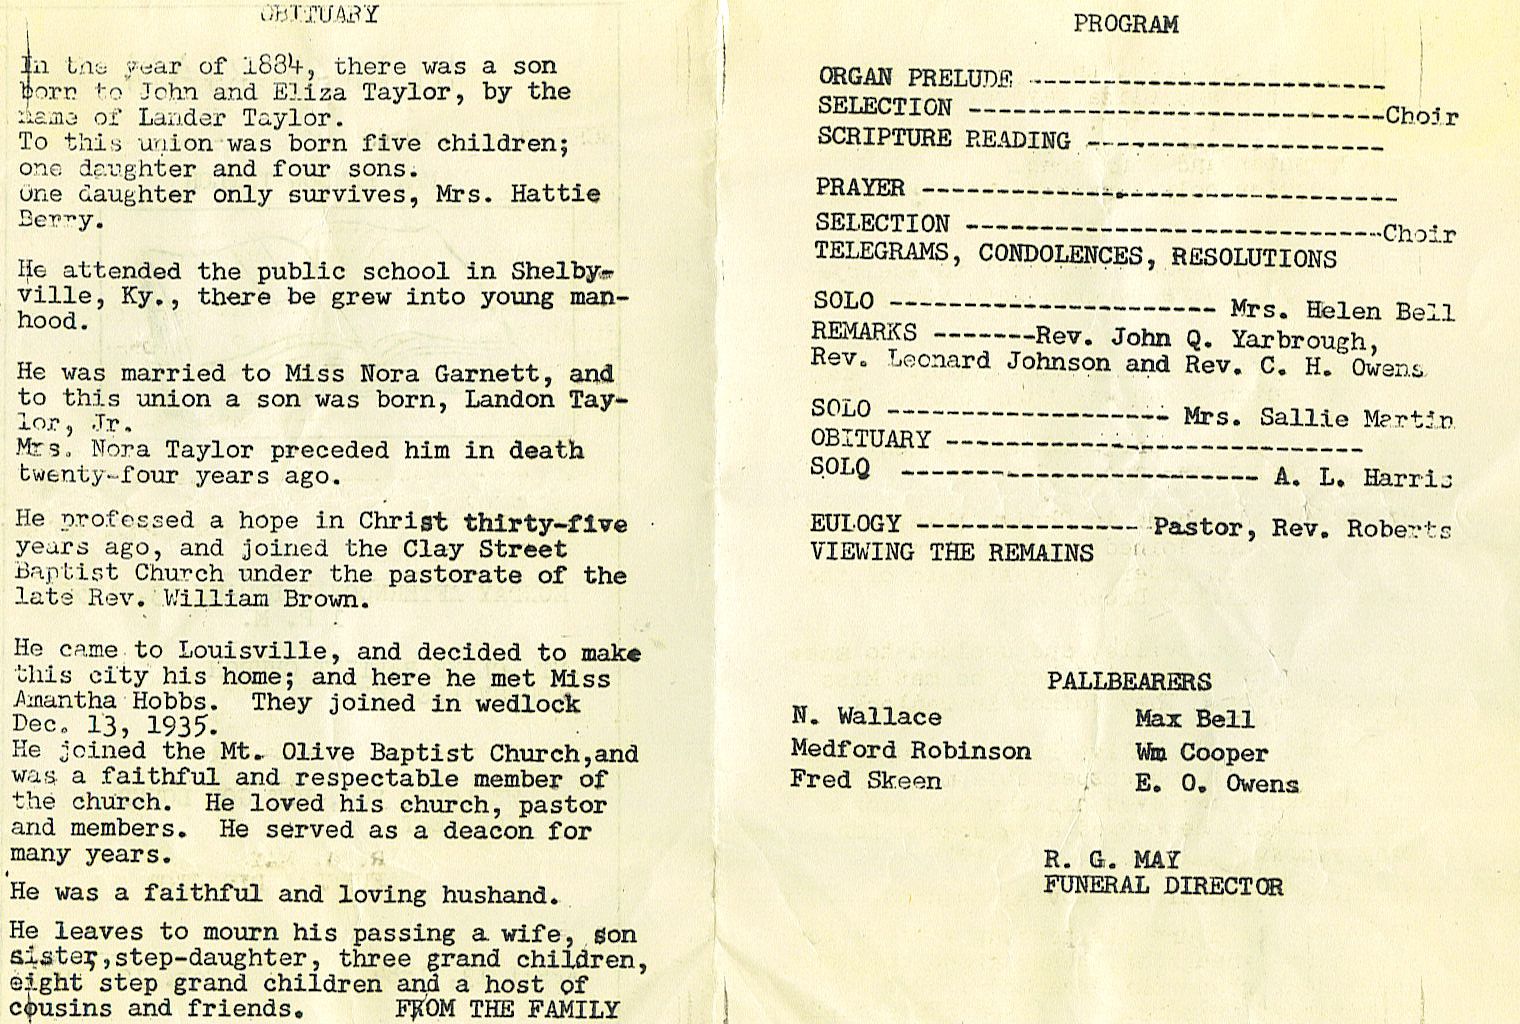 OBITUARY
In the year of 1884, there was a son
born to John and Eliza Taylor, by the
name of Lander Taylor.
To this union was born five children;
one daughter and four sons.
One daughter only survives, Mrs. Hattie
Berry.
He attended the public school in Shelby-
ville, Ky., there be grew into young man-
hood.
He was married to Miss Nora Garnett, and
to this union a son was born, Landon Tay-
lor, Jr.
Mrs. Nora Taylor preceded him in death
twenty-four years ago.
He professed a hope in Christ thirty-five
years ago, and joined the Clay Street
Baptist Church under the pastorate of the
late Rev. William Brown.
He came to Louisville, and decided to make
this city his home; and here he met Miss
Amantha Hobbs. They joined in wedlock
Dec. 13, 1935.
He joined the Mt. Olive Baptist Church,and
was a faithful and respectable member of
the church. He loved his church, pastor
and members. He served as a deacon for
many years.
He was a faithful and loving hushand.
He leaves to mourn his passing a wife, son
sister,,step-daughter, three grand children,
eight step grand children and a host of
cousins and friends. FROM THE FAMILY
PROGRAM
ORGAN PRELUDE ------------------------
SELECTION ----------------------------Choir
SCRIPTURE READING --------------------
PRAYER --------------------------------
SELECTION ----------------------------Choir
TELEGRAMS, CONDOLENCES, RESOLUTIONS
SOLO ---------------------- Mrs. Helen Bell
REMARKS -------Rev. John Q. Yarbrough,
Rev. Leonard Johnson and Rev. C. H. Owens
SOLO ------------------- Mrs. Sallie Martin
OBITUARY ----------------------------
SOLO ------------------------ A. L. Harris
EULOGY --------------- Pastor, Rev. Roberts
VIEWING THE REMAINS
PALLBEARERS
N. Wallace Max Bell
Medford Robinson Wm Cooper
Fred Skeen E. O. Owens
R. G. MAY
FUNERAL DIRECTOR